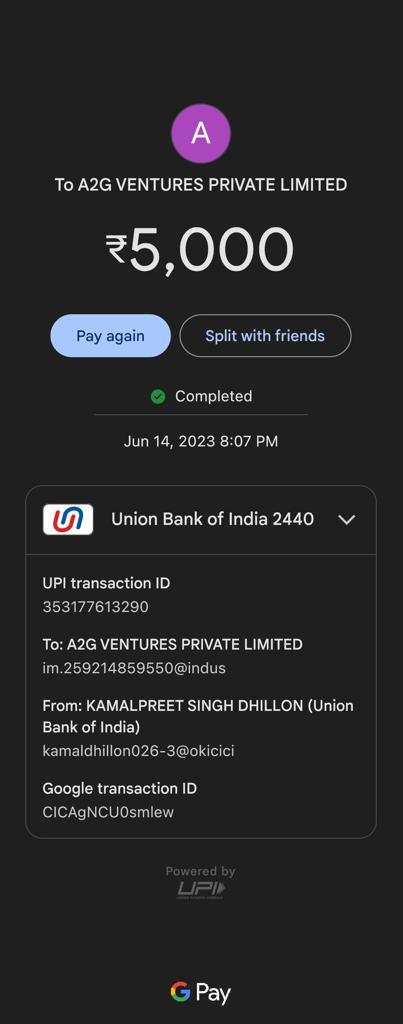 A
To A2G VENTURES PRIVATE LIMITED
₹5,000
Pay again
Split with friends
Completed
Jun 14, 2023 8:07 PM
Union Bank of India 2440
UPI transaction ID
353177613290
To: A2G VENTURES PRIVATE LIMITED
im.259214859550@indus
From: KAMALPREET SINGH DHILLON (Union
Bank of India)
kamaldhillon026-3@okicici
Google transaction ID
CICAgNCU0smlew
Powered by
UPI
G Pay